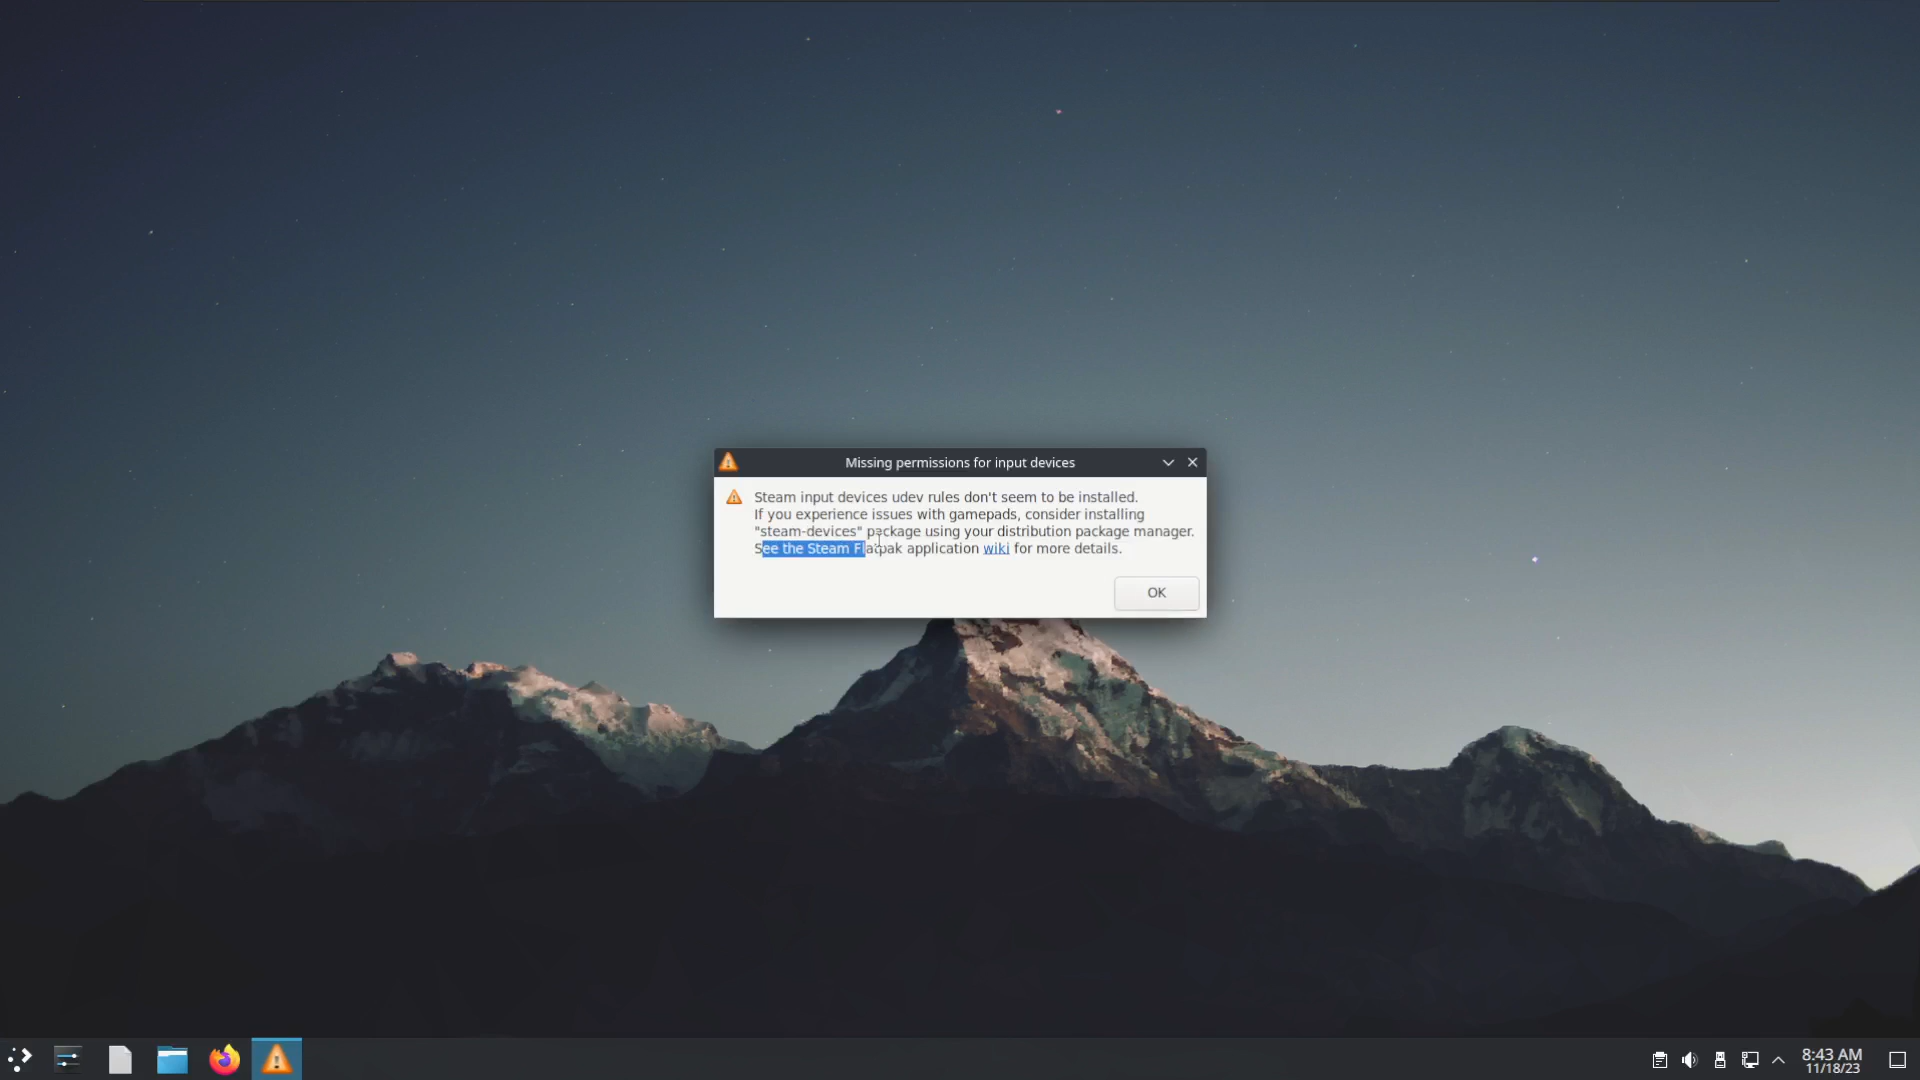 Missing permissions for input devices
Steam input devices udev rules don't seem to be installed.
If you experience issues with gamepads, consider installing
"steam-devices" package using your distribution package manager.
See the Steam Flatpak application wiki for more details.
OK
8:43 AM
11/18/23